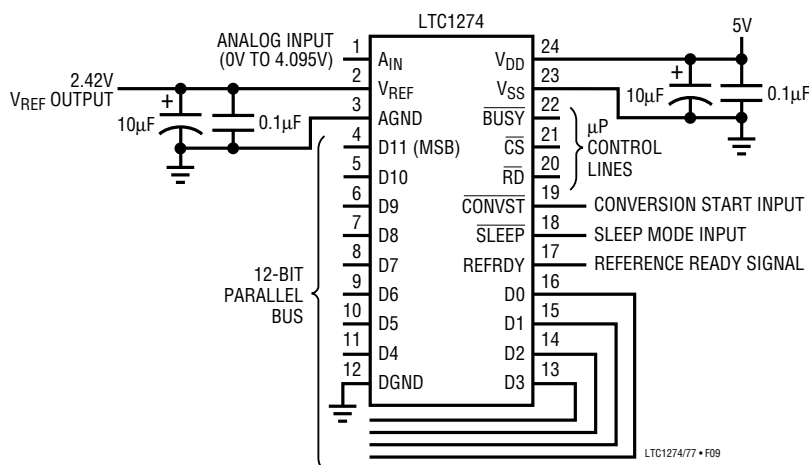 LTC1274
ANALOG INPUT
(0V TO 4.095V)
2.42V
VREF OUTPUT
+
10µF
0.1µF
1
AIN
2
VREF
3
AGND
4
D11 (MSB)
5
D10
6
D9
7
D8
8
D7
9
D6
10
D5
11
D4
12
DGND
12-BIT
PARALLEL
BUS
24
VDD
23
VSS
22
BUSY
21
CS
20
RD
19
CONVST
18
SLEEP
17
REFRDY
16
D0
15
D1
14
D2
13
D3
5V
+
10µF
0.1µF
µP
CONTROL
LINES
CONVERSION START INPUT
SLEEP MODE INPUT
REFERENCE READY SIGNAL
LTC1274/77 • F09